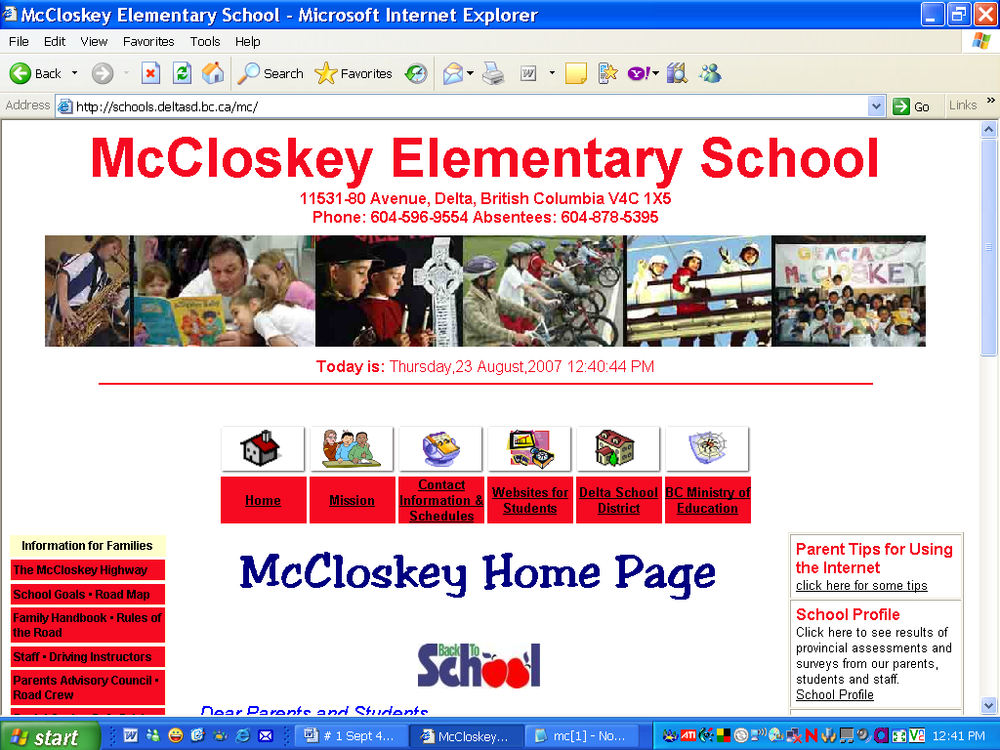 McCloskey Elementary School - Microsoft Internet Explorer
File Edit View Favorites Tools Help
Back Search Favorites
Address http://schools.deltasd.bc.ca/mc/ Go Links »
McCloskey Elementary School
11531-80 Avenue, Delta, British Columbia V4C 1X5
Phone: 604-596-9554 Absentees: 604-878-5395
GRACIAS
McCLOSKEY
Today is: Thursday,23 August,2007 12:40:44 PM
Home
Mission
Contact
Information &
Schedules
Websites for
Students
Delta School
District
BC Ministry of
Education
Information for Families
The McCloskey Highway
School Goals • Road Map
Family Handbook • Rules of
the Road
Staff • Driving Instructors
Parents Advisory Council •
Road Crew
McCloskey Home Page
Back To
School
Dear Parents and Students
Parent Tips for Using
the Internet
click here for some tips
School Profile
Click here to see results of
provincial assessments and
surveys from our parents,
students and staff.
School Profile
start # 1 Sept 4... McCloskey... mc[1] - No... 12:41 PM